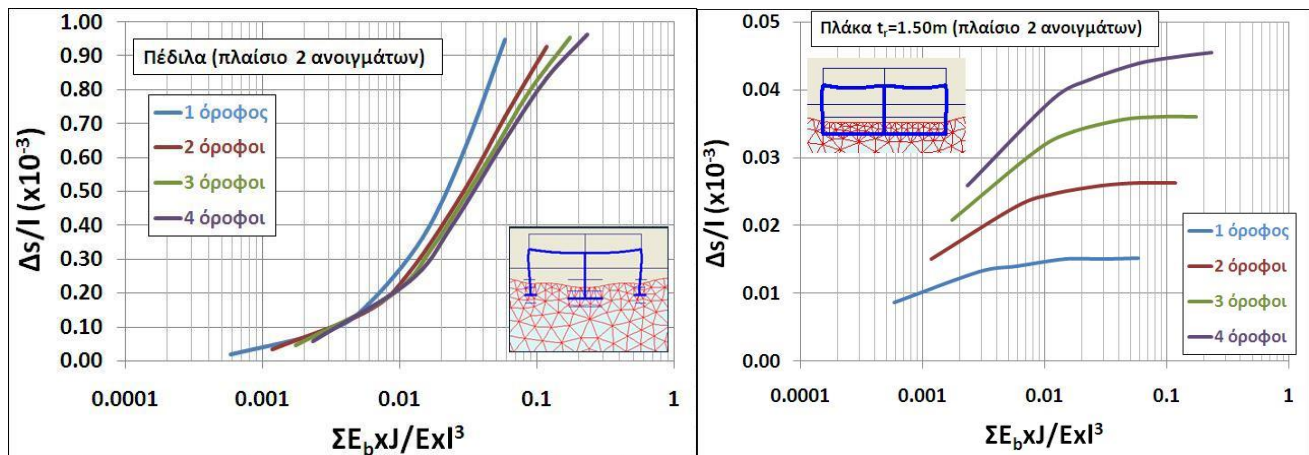 Πέδιλα (πλαίσιο 2 ανοιγμάτων)
1 όροφος
2 όροφοι
3 όροφοι
4 όροφοι
Δs/l (x10⁻³)
1.00
0.90
0.80
0.70
0.60
0.50
0.40
0.30
0.20
0.10
0.00
0.0001
0.001
0.01
0.1
1
ΣE_bxJ/Exl³
Πλάκα t_r=1.50m (πλαίσιο 2 ανοιγμάτων)
Δs/l (x10⁻³)
0.05
0.04
0.03
0.02
0.01
0.00
1 όροφος
2 όροφοι
3 όροφοι
4 όροφοι
0.0001
0.001
0.01
0.1
1
ΣE_bxJ/Exl³